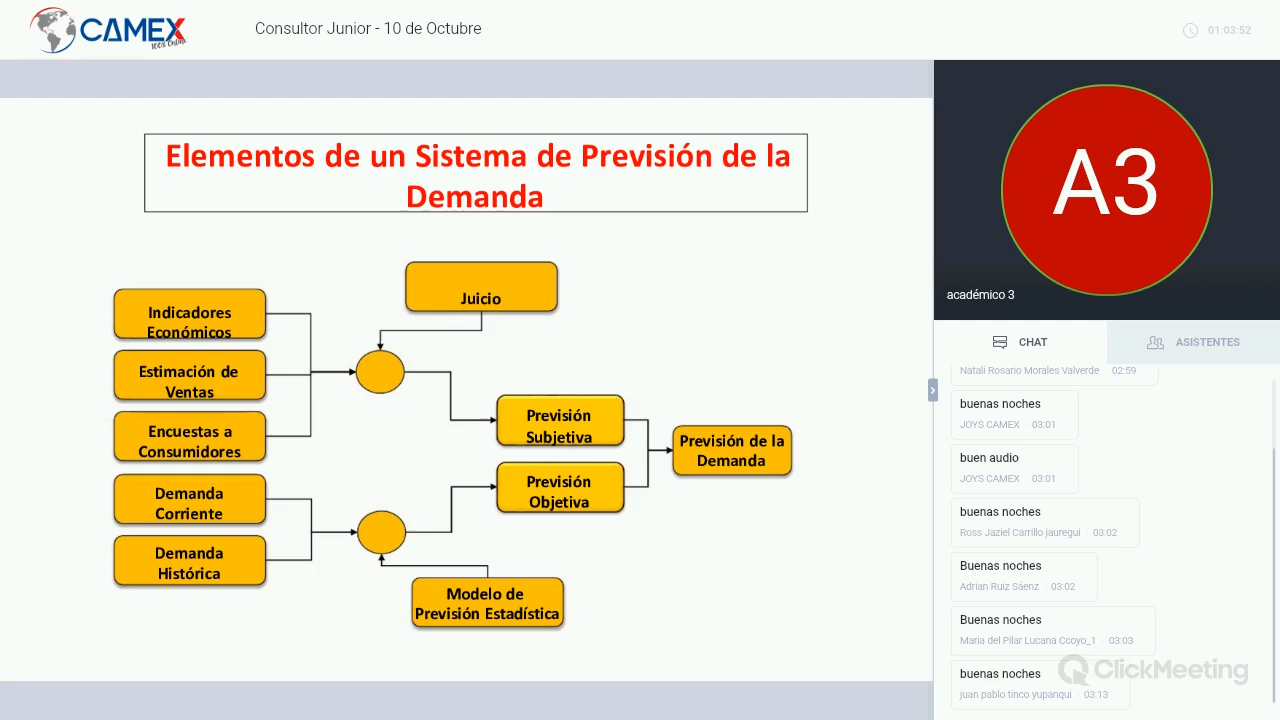 CAMEX
100% Online
Consultor Junior - 10 de Octubre
01:03:52
Elementos de un Sistema de Previsión de la
Demanda
Juicio
Indicadores
Económicos
Estimación de
Ventas
Encuestas a
Consumidores
Previsión
Subjetiva
Previsión de la
Demanda
Previsión
Objetiva
Demanda
Corriente
Demanda
Histórica
Modelo de
Previsión Estadística
A3
académico 3
CHAT
ASISTENTES
Natali Rosario Morales Valverde 02:59
buenas noches
JOYS CAMEX 03:01
buen audio
JOYS CAMEX 03:01
buenas noches
Ross Jaziel Carrillo jauregui 03:02
Buenas noches
Adrian Ruiz Sáenz 03:02
Buenas noches
Maria del Pilar Lucana Ccoyo_1 03:03
buenas noches
juan pablo tinco yupanqui 03:13
ClickMeeting